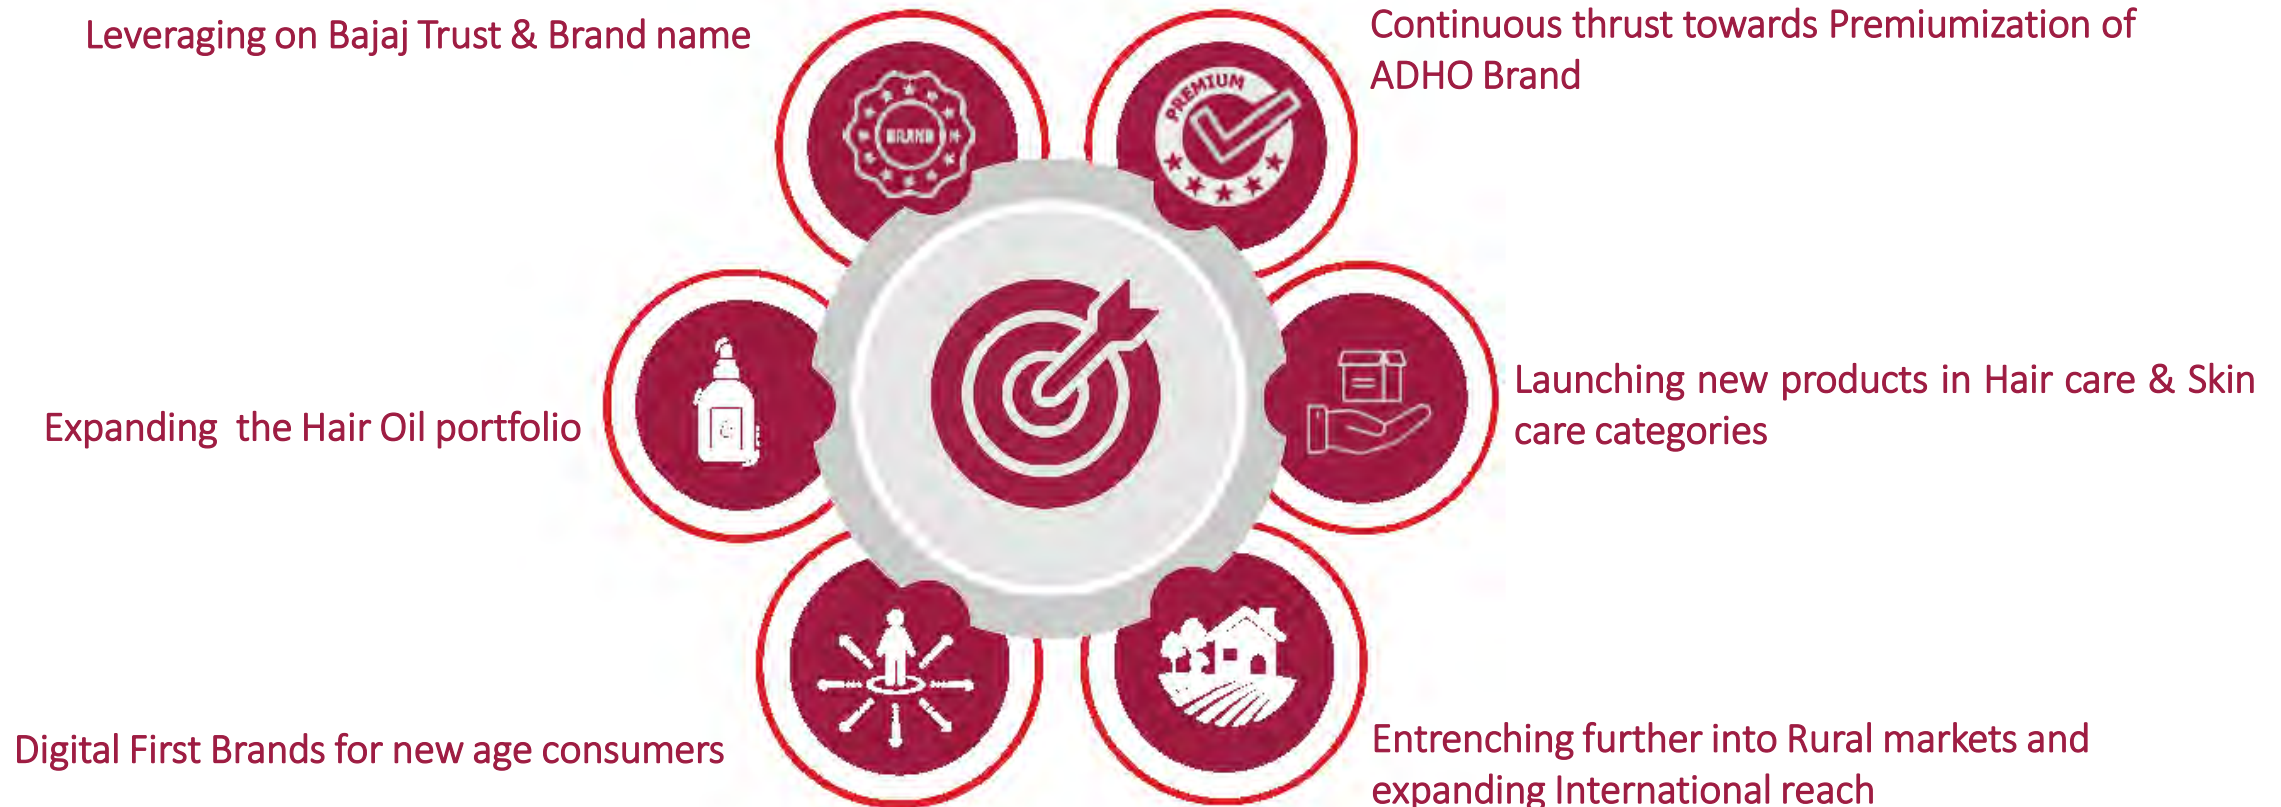 Leveraging on Bajaj Trust & Brand name
Continuous thrust towards Premiumization of
ADHO Brand
BRAND
PREMIUM
Launching new products in Hair care & Skin
care categories
Expanding the Hair Oil portfolio
Digital First Brands for new age consumers
Entrenching further into Rural markets and
expanding International reach